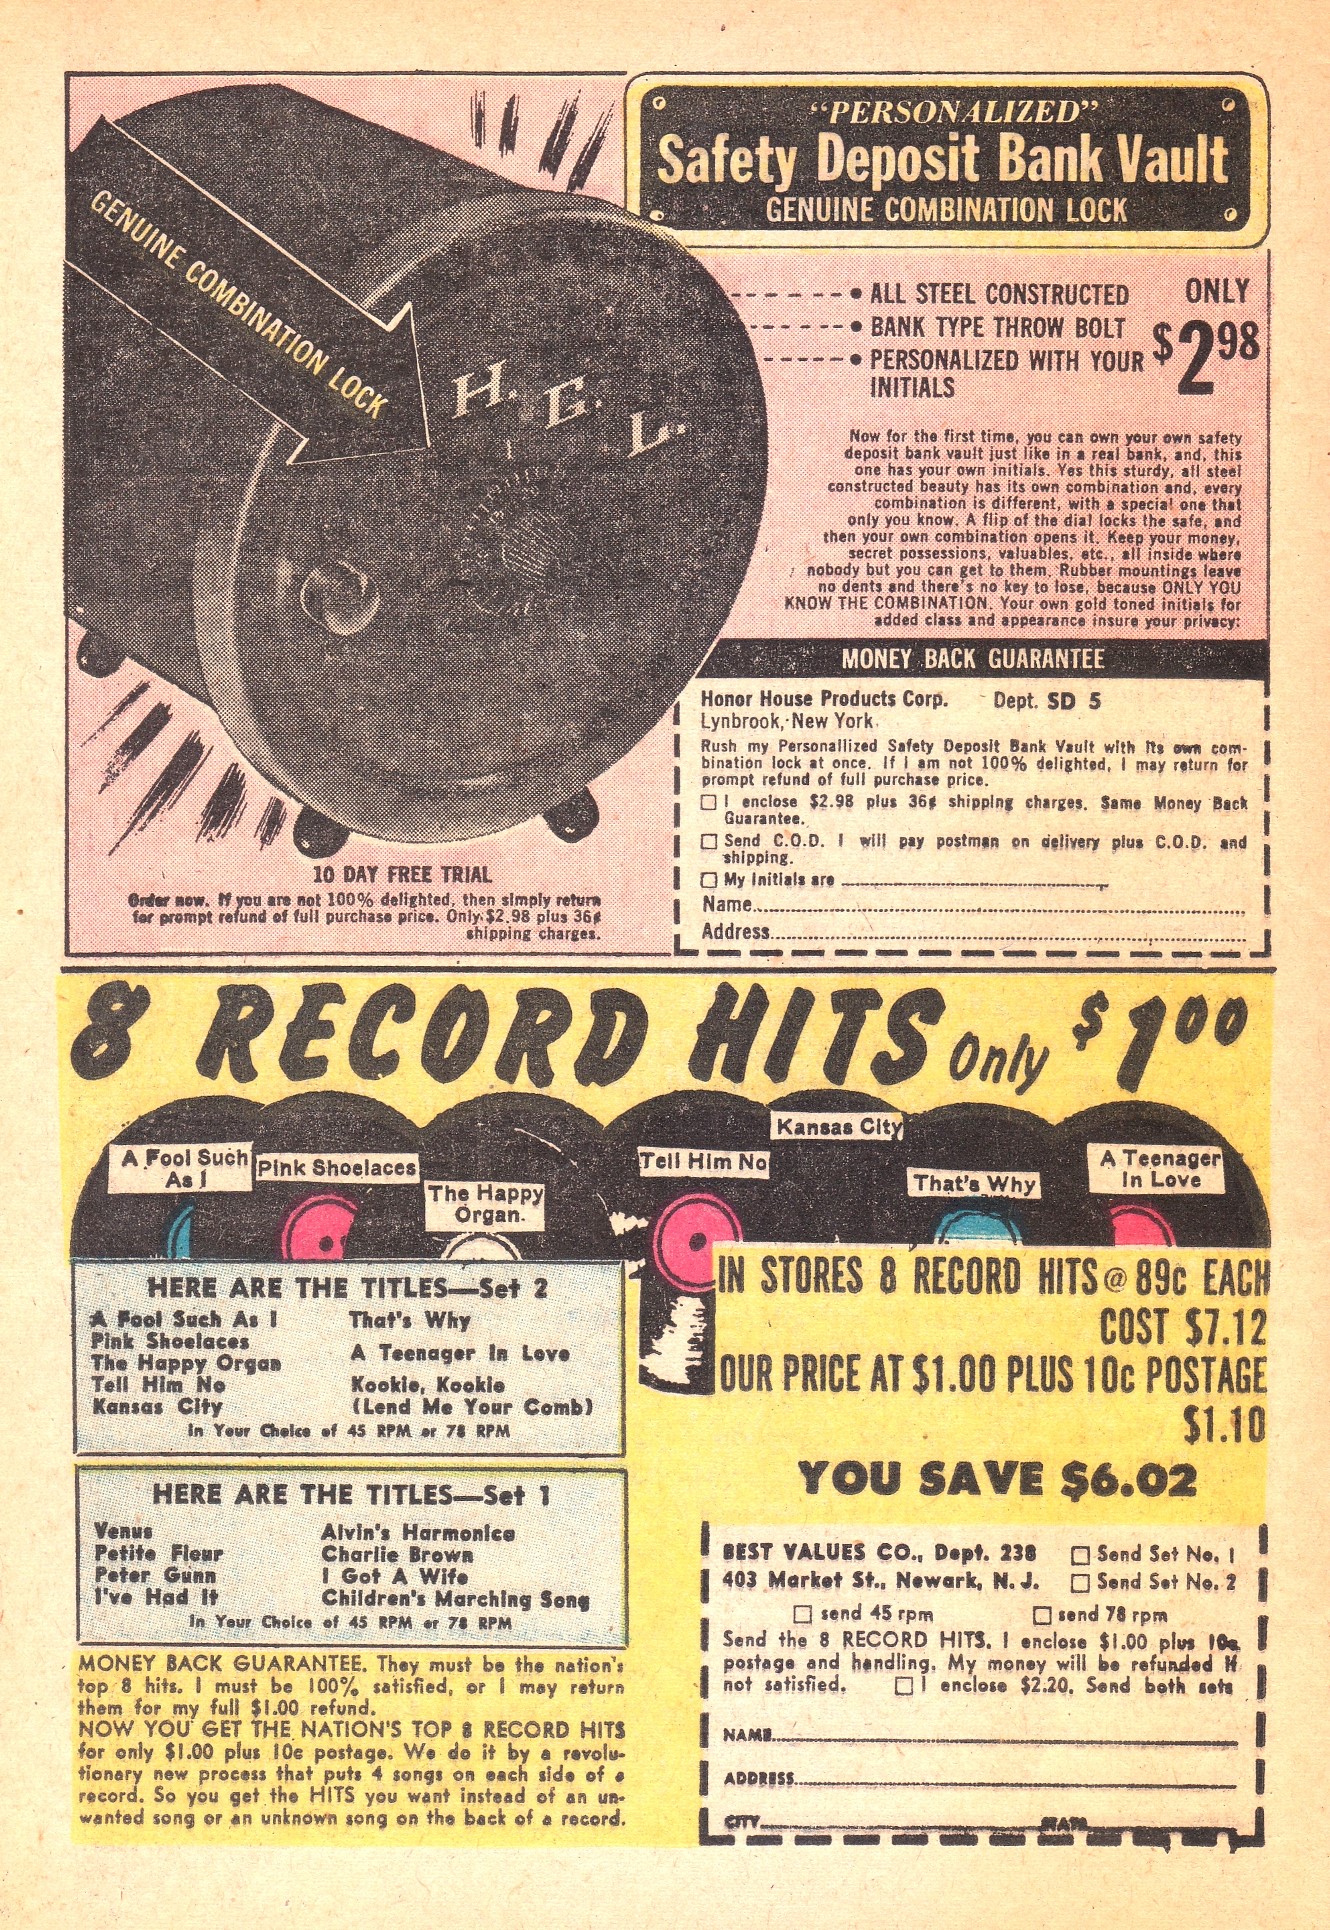 "PERSONALIZED"
Safety Deposit Bank Vault
GENUINE COMBINATION LOCK
GENUINE COMBINATION LOCK
H. G. L.
• ALL STEEL CONSTRUCTED
• BANK TYPE THROW BOLT
• PERSONALIZED WITH YOUR
INITIALS
ONLY
$2.98
Now for the first time, you can own your own safety
deposit bank vault just like in a real bank, and, this
one has your own initials. Yes this sturdy, all steel
constructed beauty has its own combination and, every
combination is different, with a special one that
only you know. A flip of the dial locks the safe, and
then your own combination opens it. Keep your money,
secret possessions, valuables, etc., all inside where
nobody but you can get to them. Rubber mountings leave
no dents and there's no key to lose, because ONLY YOU
KNOW THE COMBINATION. Your own gold toned initials for
added class and appearance insure your privacy:
MONEY BACK GUARANTEE
Honor House Products Corp. Dept. SD 5
Lynbrook, New York
Rush my Personallized Safety Deposit Bank Vault with its own com-
bination lock at once. If I am not 100% delighted, I may return for
prompt refund of full purchase price.
☐ I enclose $2.98 plus 36¢ shipping charges. Same Money Back
Guarantee.
☐ Send C.O.D. I will pay postman on delivery plus C.O.D. and
shipping.
☐ My Initials are
Name
Address
10 DAY FREE TRIAL
Order now. If you are not 100% delighted, then simply return
for prompt refund of full purchase price. Only $2.98 plus 36¢
shipping charges.
8 RECORD HITS Only $1.00
A Fool Such
As I
Pink Shoelaces
The Happy
Organ.
Tell Him No
Kansas City
That's Why
A Teenager
In Love
HERE ARE THE TITLES—Set 2
A Fool Such As I
Pink Shoelaces
The Happy Organ
Tell Him No
Kansas City
That's Why
A Teenager In Love
Kookie, Kookie
(Lend Me Your Comb)
In Your Choice of 45 RPM or 78 RPM
HERE ARE THE TITLES—Set 1
Venus
Petite Fleur
Peter Gunn
I've Had It
Alvin's Harmonica
Charlie Brown
I Got A Wife
Children's Marching Song
In Your Choice of 45 RPM or 78 RPM
MONEY BACK GUARANTEE. They must be the nation's
top 8 hits. I must be 100% satisfied, or I may return
them for my full $1.00 refund.
NOW YOU GET THE NATION'S TOP 8 RECORD HITS
for only $1.00 plus 10c postage. We do it by a revolu-
tionary new process that puts 4 songs on each side of a
record. So you get the HITS you want instead of an un-
wanted song or an unknown song on the back of a record.
IN STORES 8 RECORD HITS @ 89c EACH
COST $7.12
OUR PRICE AT $1.00 PLUS 10c POSTAGE
$1.10
YOU SAVE $6.02
BEST VALUES CO., Dept. 238 ☐ Send Set No. 1
403 Market St., Newark, N. J. ☐ Send Set No. 2
☐ send 45 rpm ☐ send 78 rpm
Send the 8 RECORD HITS. I enclose $1.00 plus 10c
postage and handling. My money will be refunded if
not satisfied. ☐ I enclose $2.20. Send both sets
NAME
ADDRESS
CITY STATE